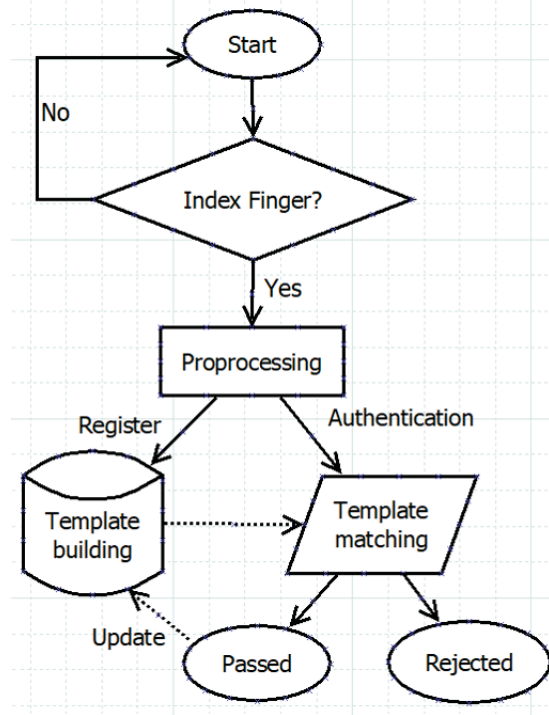 Start
No
Index Finger?
Yes
Proprocessing
Register
Authentication
Template
building
Template
matching
Update
Passed
Rejected